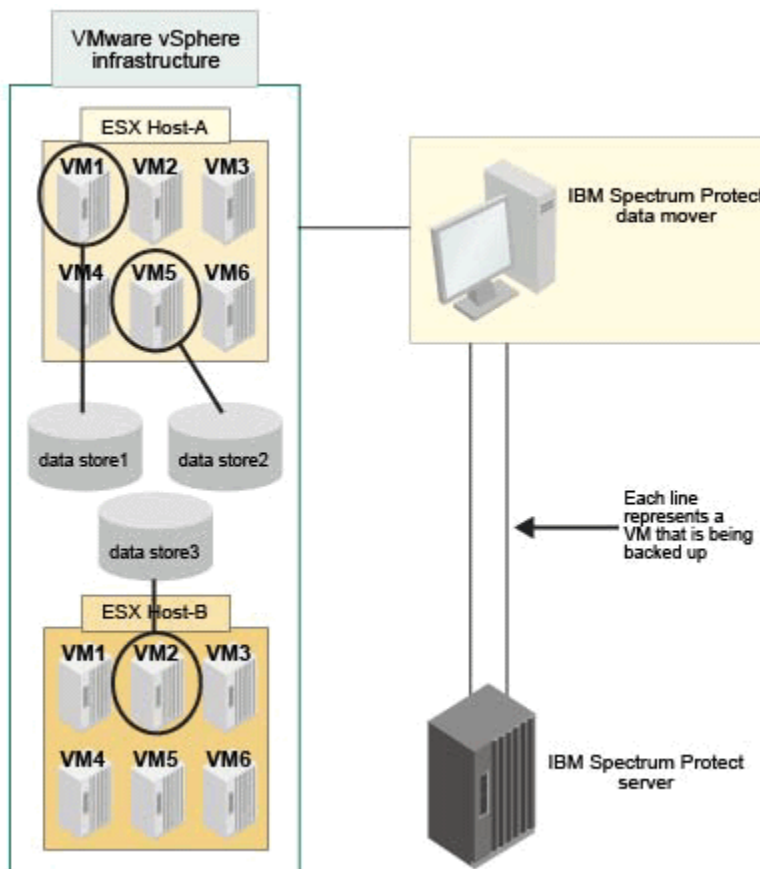 VMware vSphere
infrastructure
ESX Host-A
VM1 VM2 VM3
VM4 VM5 VM6
data store1 data store2
data store3
ESX Host-B
VM1 VM2 VM3
VM4 VM5 VM6
IBM Spectrum Protect
data mover
Each line
represents a
VM that is being
backed up
IBM Spectrum Protect
server